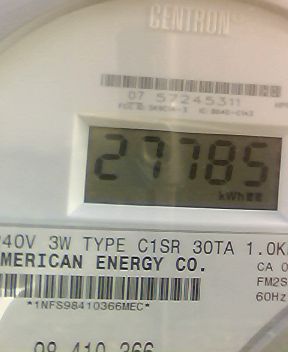 CENTRON®
07 57245311
27785
kWh
240V 3W TYPE C1SR 30TA 1.0K
MERICAN ENERGY CO.
CA 0
FM2S
60Hz
*1NFS98410366MEC*
98 410 366